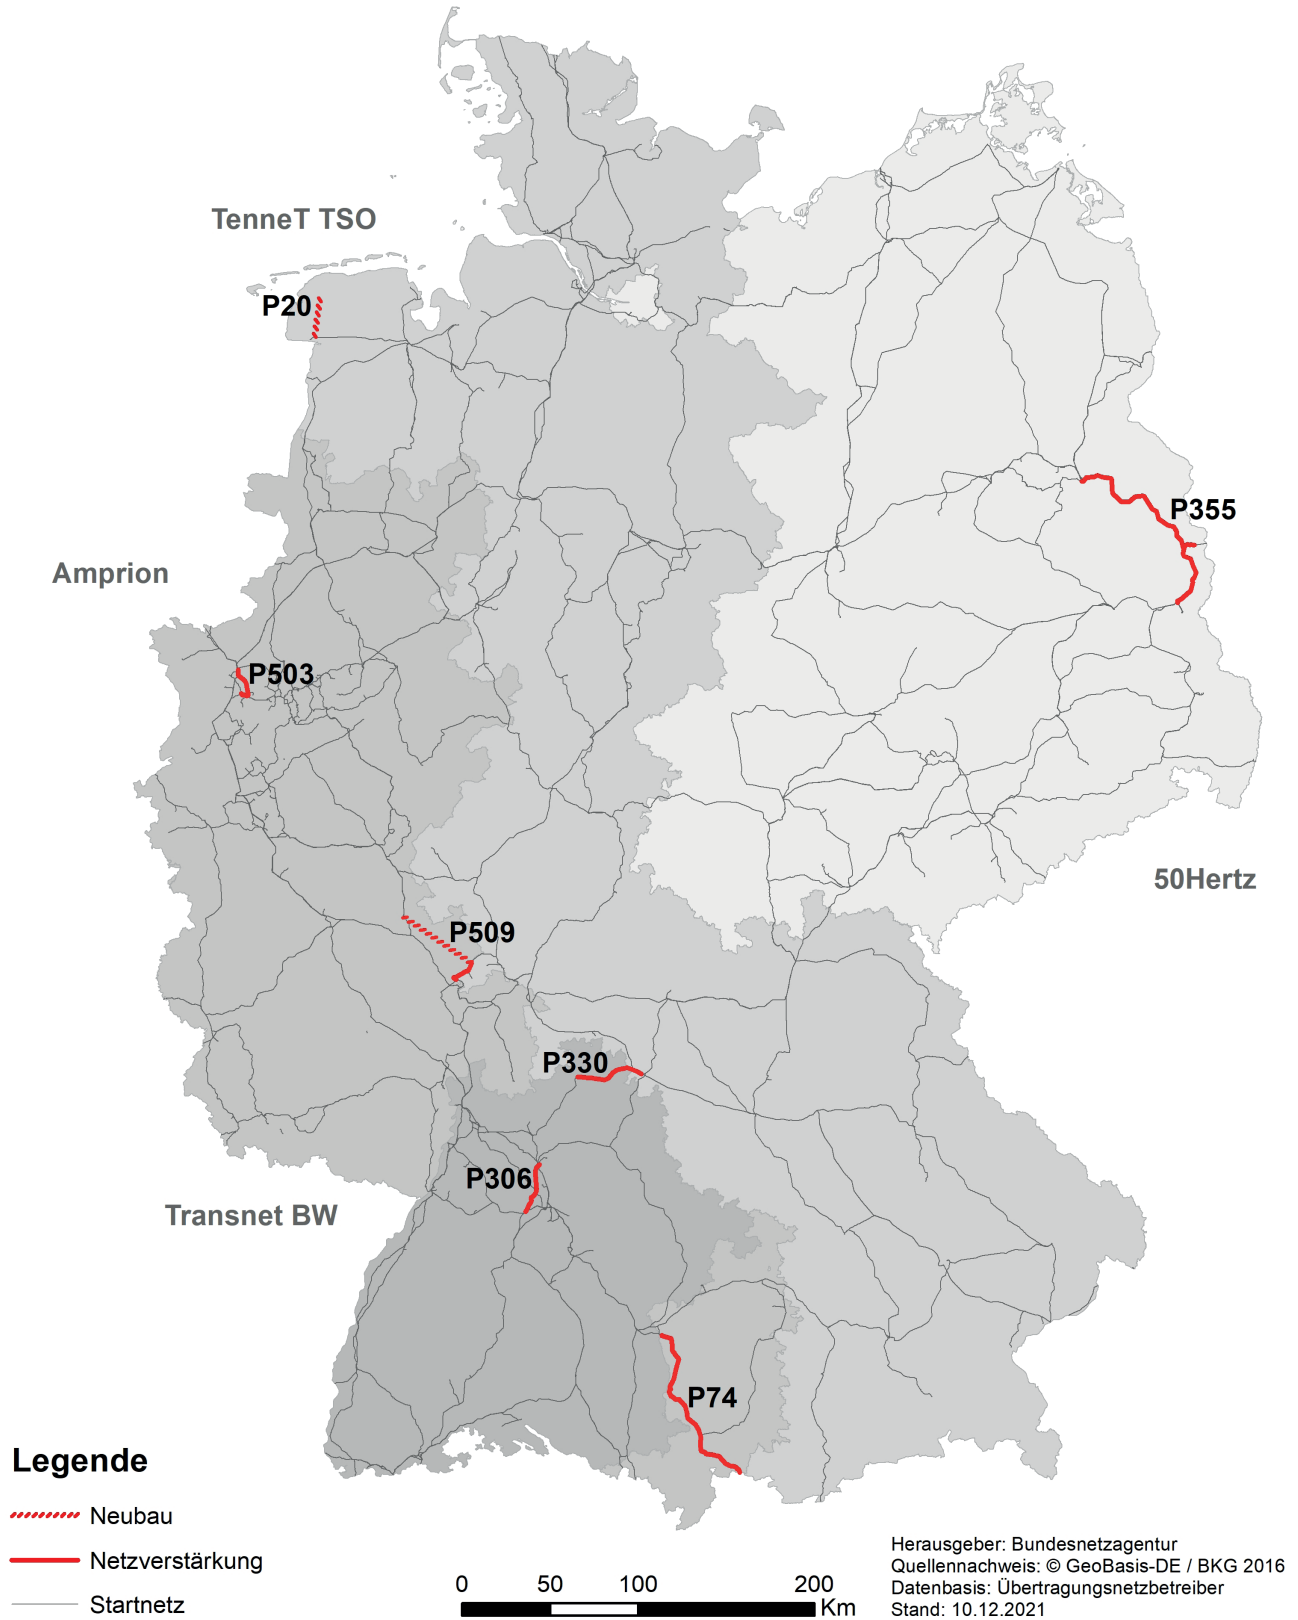 TenneT TSO
P20
P355
Amprion
P503
50Hertz
P509
P330
P306
Transnet BW
P74
Legende
Neubau
Netzverstärkung
Startnetz
0 50 100 200
Km
Herausgeber: Bundesnetzagentur
Quellennachweis: © GeoBasis-DE / BKG 2016
Datenbasis: Übertragungsnetzbetreiber
Stand: 10.12.2021